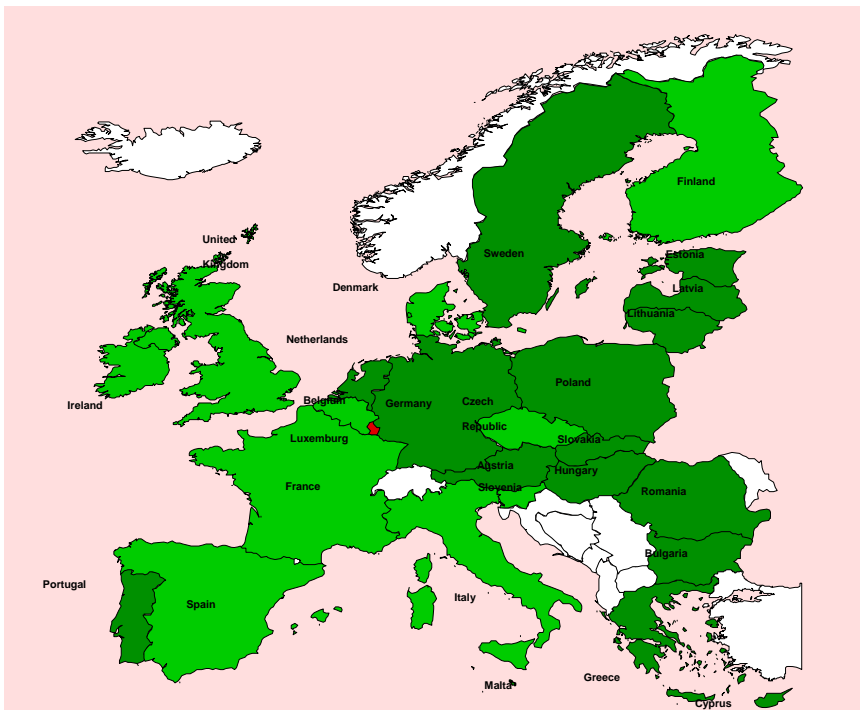 Finland
United
Kingdom
Sweden
Estonia
Denmark
Latvia
Lithuania
Netherlands
Poland
Ireland
Belgium
Germany
Czech
Republic
Luxemburg
Slovakia
Austria
Hungary
France
Slovenia
Romania
Bulgaria
Portugal
Spain
Italy
Greece
Malta
Cyprus